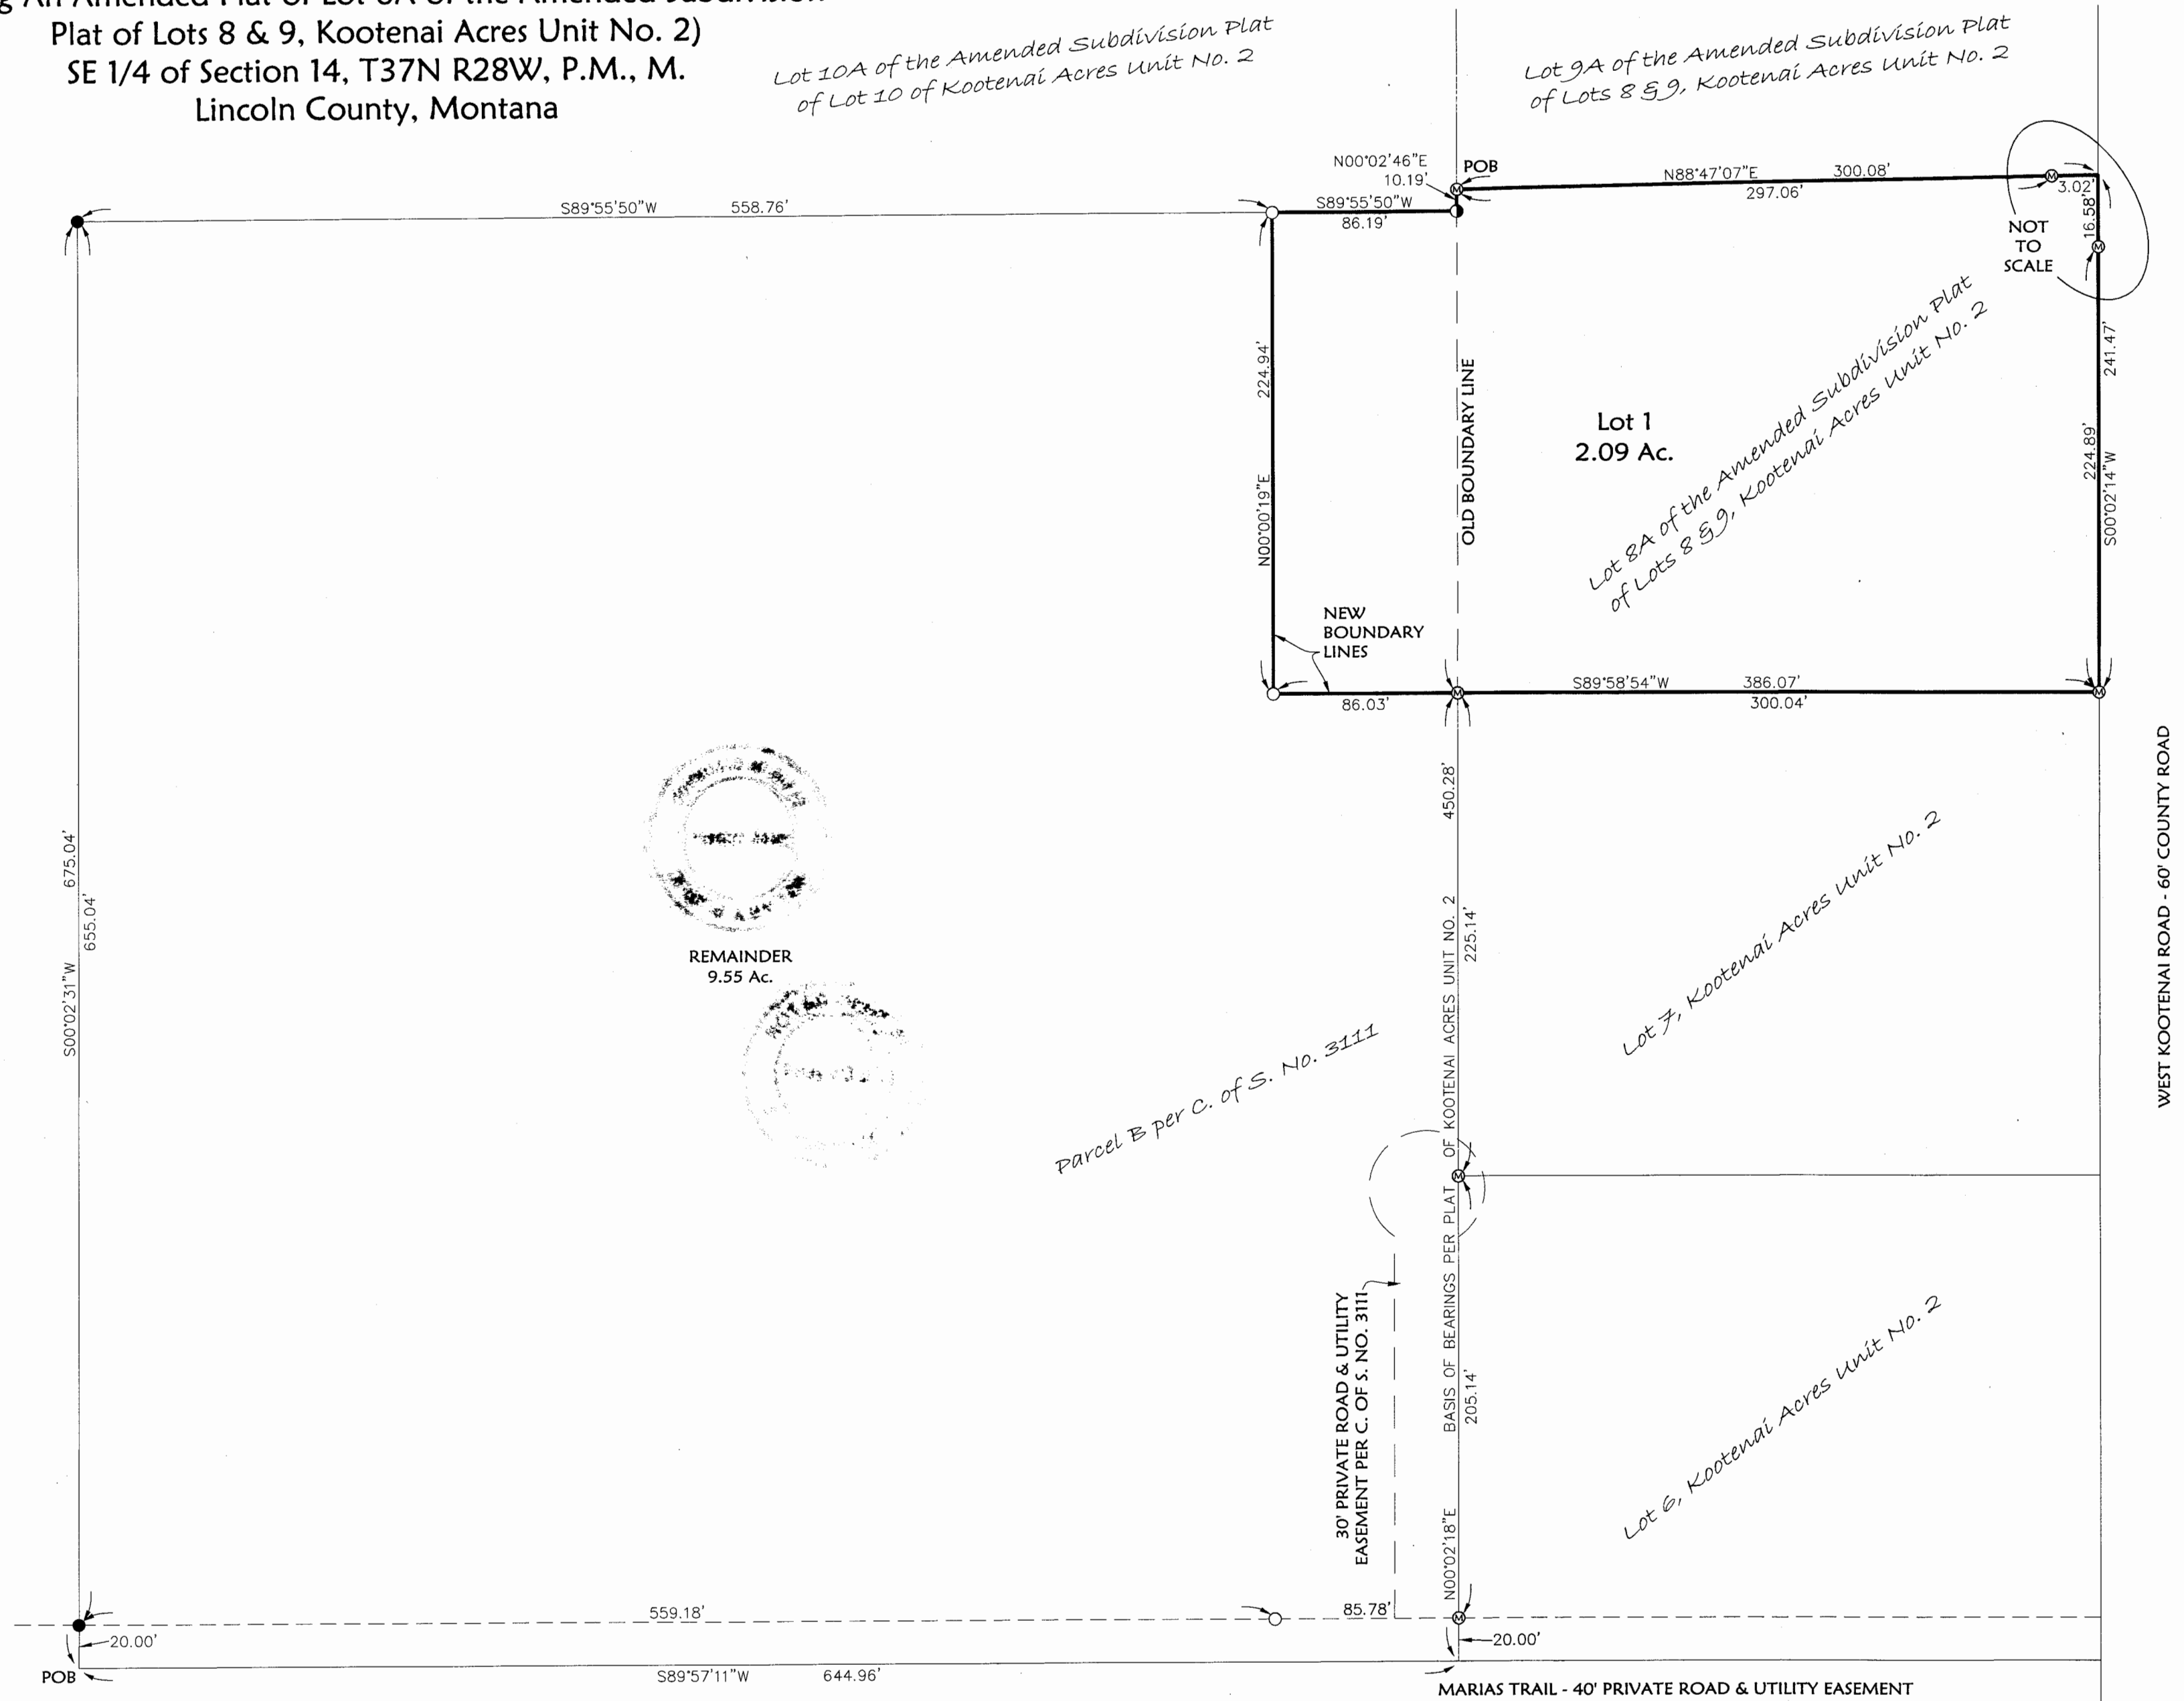 g An Amended Plat of Lot 8A of the Amended Subdivision
Plat of Lots 8 & 9, Kootenai Acres Unit No. 2)
SE 1/4 of Section 14, T37N R28W, P.M., M.
Lincoln County, Montana
Lot 10A of the Amended Subdivision Plat
of Lot 10 of Kootenai Acres Unit No. 2
Lot 9A of the Amended Subdivision Plat
of Lots 8 & 9, Kootenai Acres Unit No. 2
N00°02'46"E
10.19'
POB
N88°47'07"E 300.08'
297.06'
3.02'
16.58'
NOT
TO
SCALE
S89°55'50"W 558.76'
S89°55'50"W
86.19'
224.94'
N00°00'19"E
OLD BOUNDARY LINE
Lot 1
2.09 Ac.
Lot 8A of the Amended Subdivision Plat
of Lots 8 & 9, Kootenai Acres Unit No. 2
241.47'
224.89'
S00°02'14"W
NEW
BOUNDARY
LINES
86.03'
S89°58'54"W 386.07'
300.04'
675.04'
655.04'
S00°02'31"W
REMAINDER
9.55 Ac.
Parcel B per C. of S. No. 3111
450.28'
225.14'
BASIS OF BEARINGS PER PLAT OF KOOTENAI ACRES UNIT NO. 2
205.14'
N00°02'18"E
Lot 7, Kootenai Acres Unit No. 2
WEST KOOTENAI ROAD - 60' COUNTY ROAD
30' PRIVATE ROAD & UTILITY
EASEMENT PER C. OF S. NO. 3111
Lot 6, Kootenai Acres Unit No. 2
559.18'
85.78'
20.00'
20.00'
POB
S89°57'11"W 644.96'
MARIAS TRAIL - 40' PRIVATE ROAD & UTILITY EASEMENT